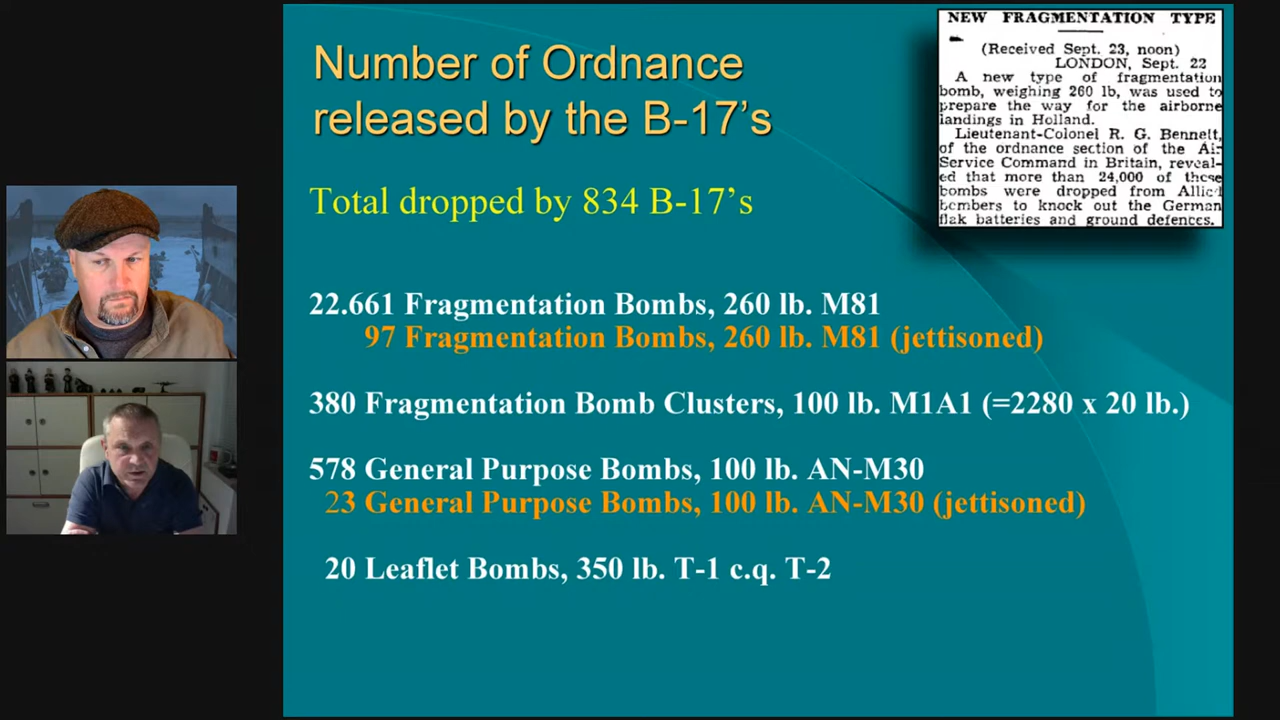 Number of Ordnance
released by the B-17's
Total dropped by 834 B-17's
22.661 Fragmentation Bombs, 260 lb. M81
97 Fragmentation Bombs, 260 lb. M81 (jettisoned)
380 Fragmentation Bomb Clusters, 100 lb. M1A1 (=2280 x 20 lb.)
578 General Purpose Bombs, 100 lb. AN-M30
23 General Purpose Bombs, 100 lb. AN-M30 (jettisoned)
20 Leaflet Bombs, 350 lb. T-1 c.q. T-2
NEW FRAGMENTATION TYPE
(Received Sept. 23, noon)
LONDON, Sept. 22
A new type of fragmentation
bomb, weighing 260 lb, was used to
prepare the way for the airborne
landings in Holland.
Lieutenant-Colonel R. G. Bennett,
of the ordnance section of the Air
Service Command in Britain, reveal-
ed that more than 24,000 of these
bombs were dropped from Allied
bombers to knock out the German
flak batteries and ground defences.